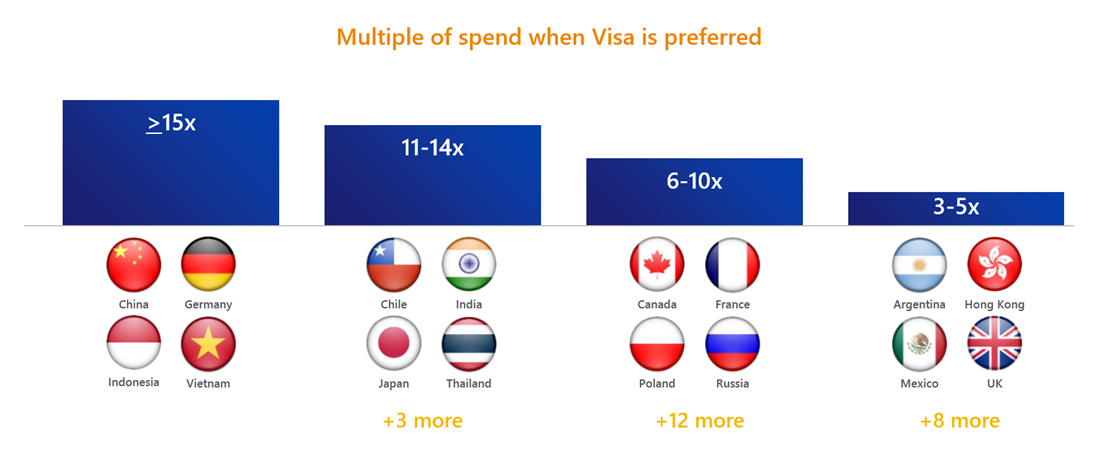 Multiple of spend when Visa is preferred
≥15x
11-14x
6-10x
3-5x
China
Germany
Indonesia
Vietnam
Chile
India
Japan
Thailand
+3 more
Canada
France
Poland
Russia
+12 more
Argentina
Hong Kong
Mexico
UK
+8 more